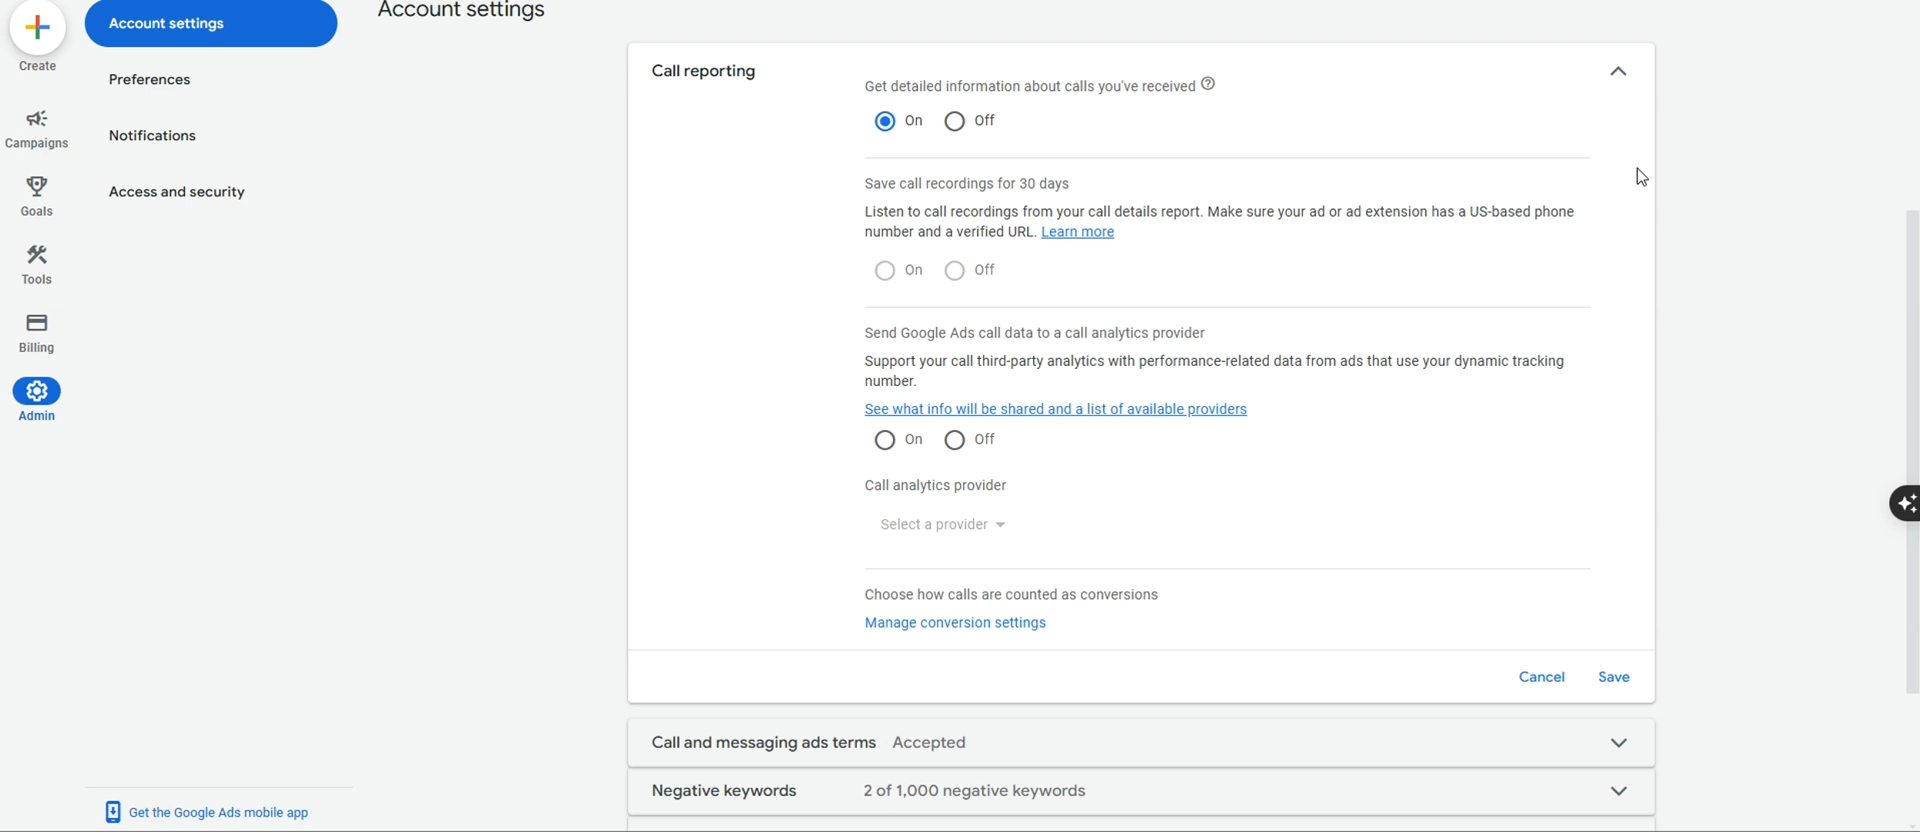 Account settings
Create
Account settings
Preferences
Notifications
Access and security
Campaigns
Goals
Tools
Billing
Admin
Get the Google Ads mobile app
Call reporting
Get detailed information about calls you've received
On Off
Save call recordings for 30 days
Listen to call recordings from your call details report. Make sure your ad or ad extension has a US-based phone
number and a verified URL. Learn more
On Off
Send Google Ads call data to a call analytics provider
Support your call third-party analytics with performance-related data from ads that use your dynamic tracking
number.
See what info will be shared and a list of available providers
On Off
Call analytics provider
Select a provider
Choose how calls are counted as conversions
Manage conversion settings
Cancel Save
Call and messaging ads terms Accepted
Negative keywords 2 of 1,000 negative keywords